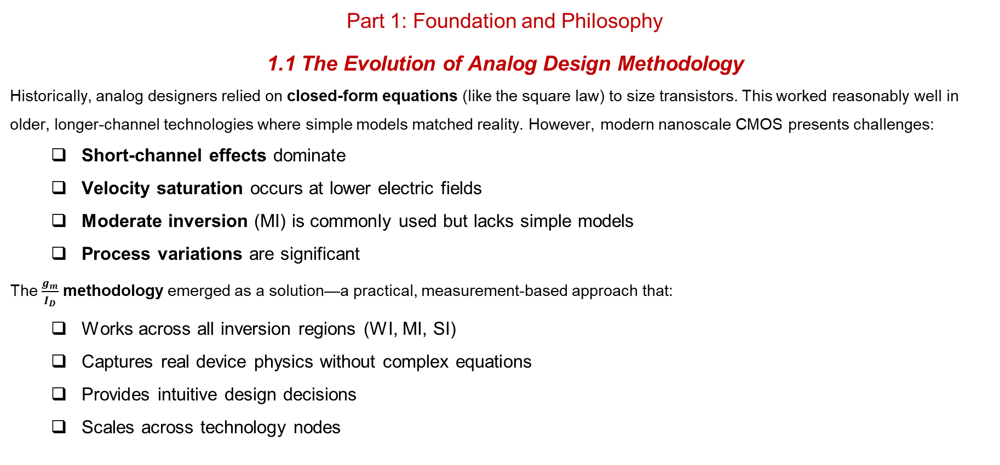 Part 1: Foundation and Philosophy
1.1 The Evolution of Analog Design Methodology
Historically, analog designers relied on closed-form equations (like the square law) to size transistors. This worked reasonably well in
older, longer-channel technologies where simple models matched reality. However, modern nanoscale CMOS presents challenges:
❑ Short-channel effects dominate
❑ Velocity saturation occurs at lower electric fields
❑ Moderate inversion (MI) is commonly used but lacks simple models
❑ Process variations are significant
The g_m/I_D methodology emerged as a solution—a practical, measurement-based approach that:
❑ Works across all inversion regions (WI, MI, SI)
❑ Captures real device physics without complex equations
❑ Provides intuitive design decisions
❑ Scales across technology nodes